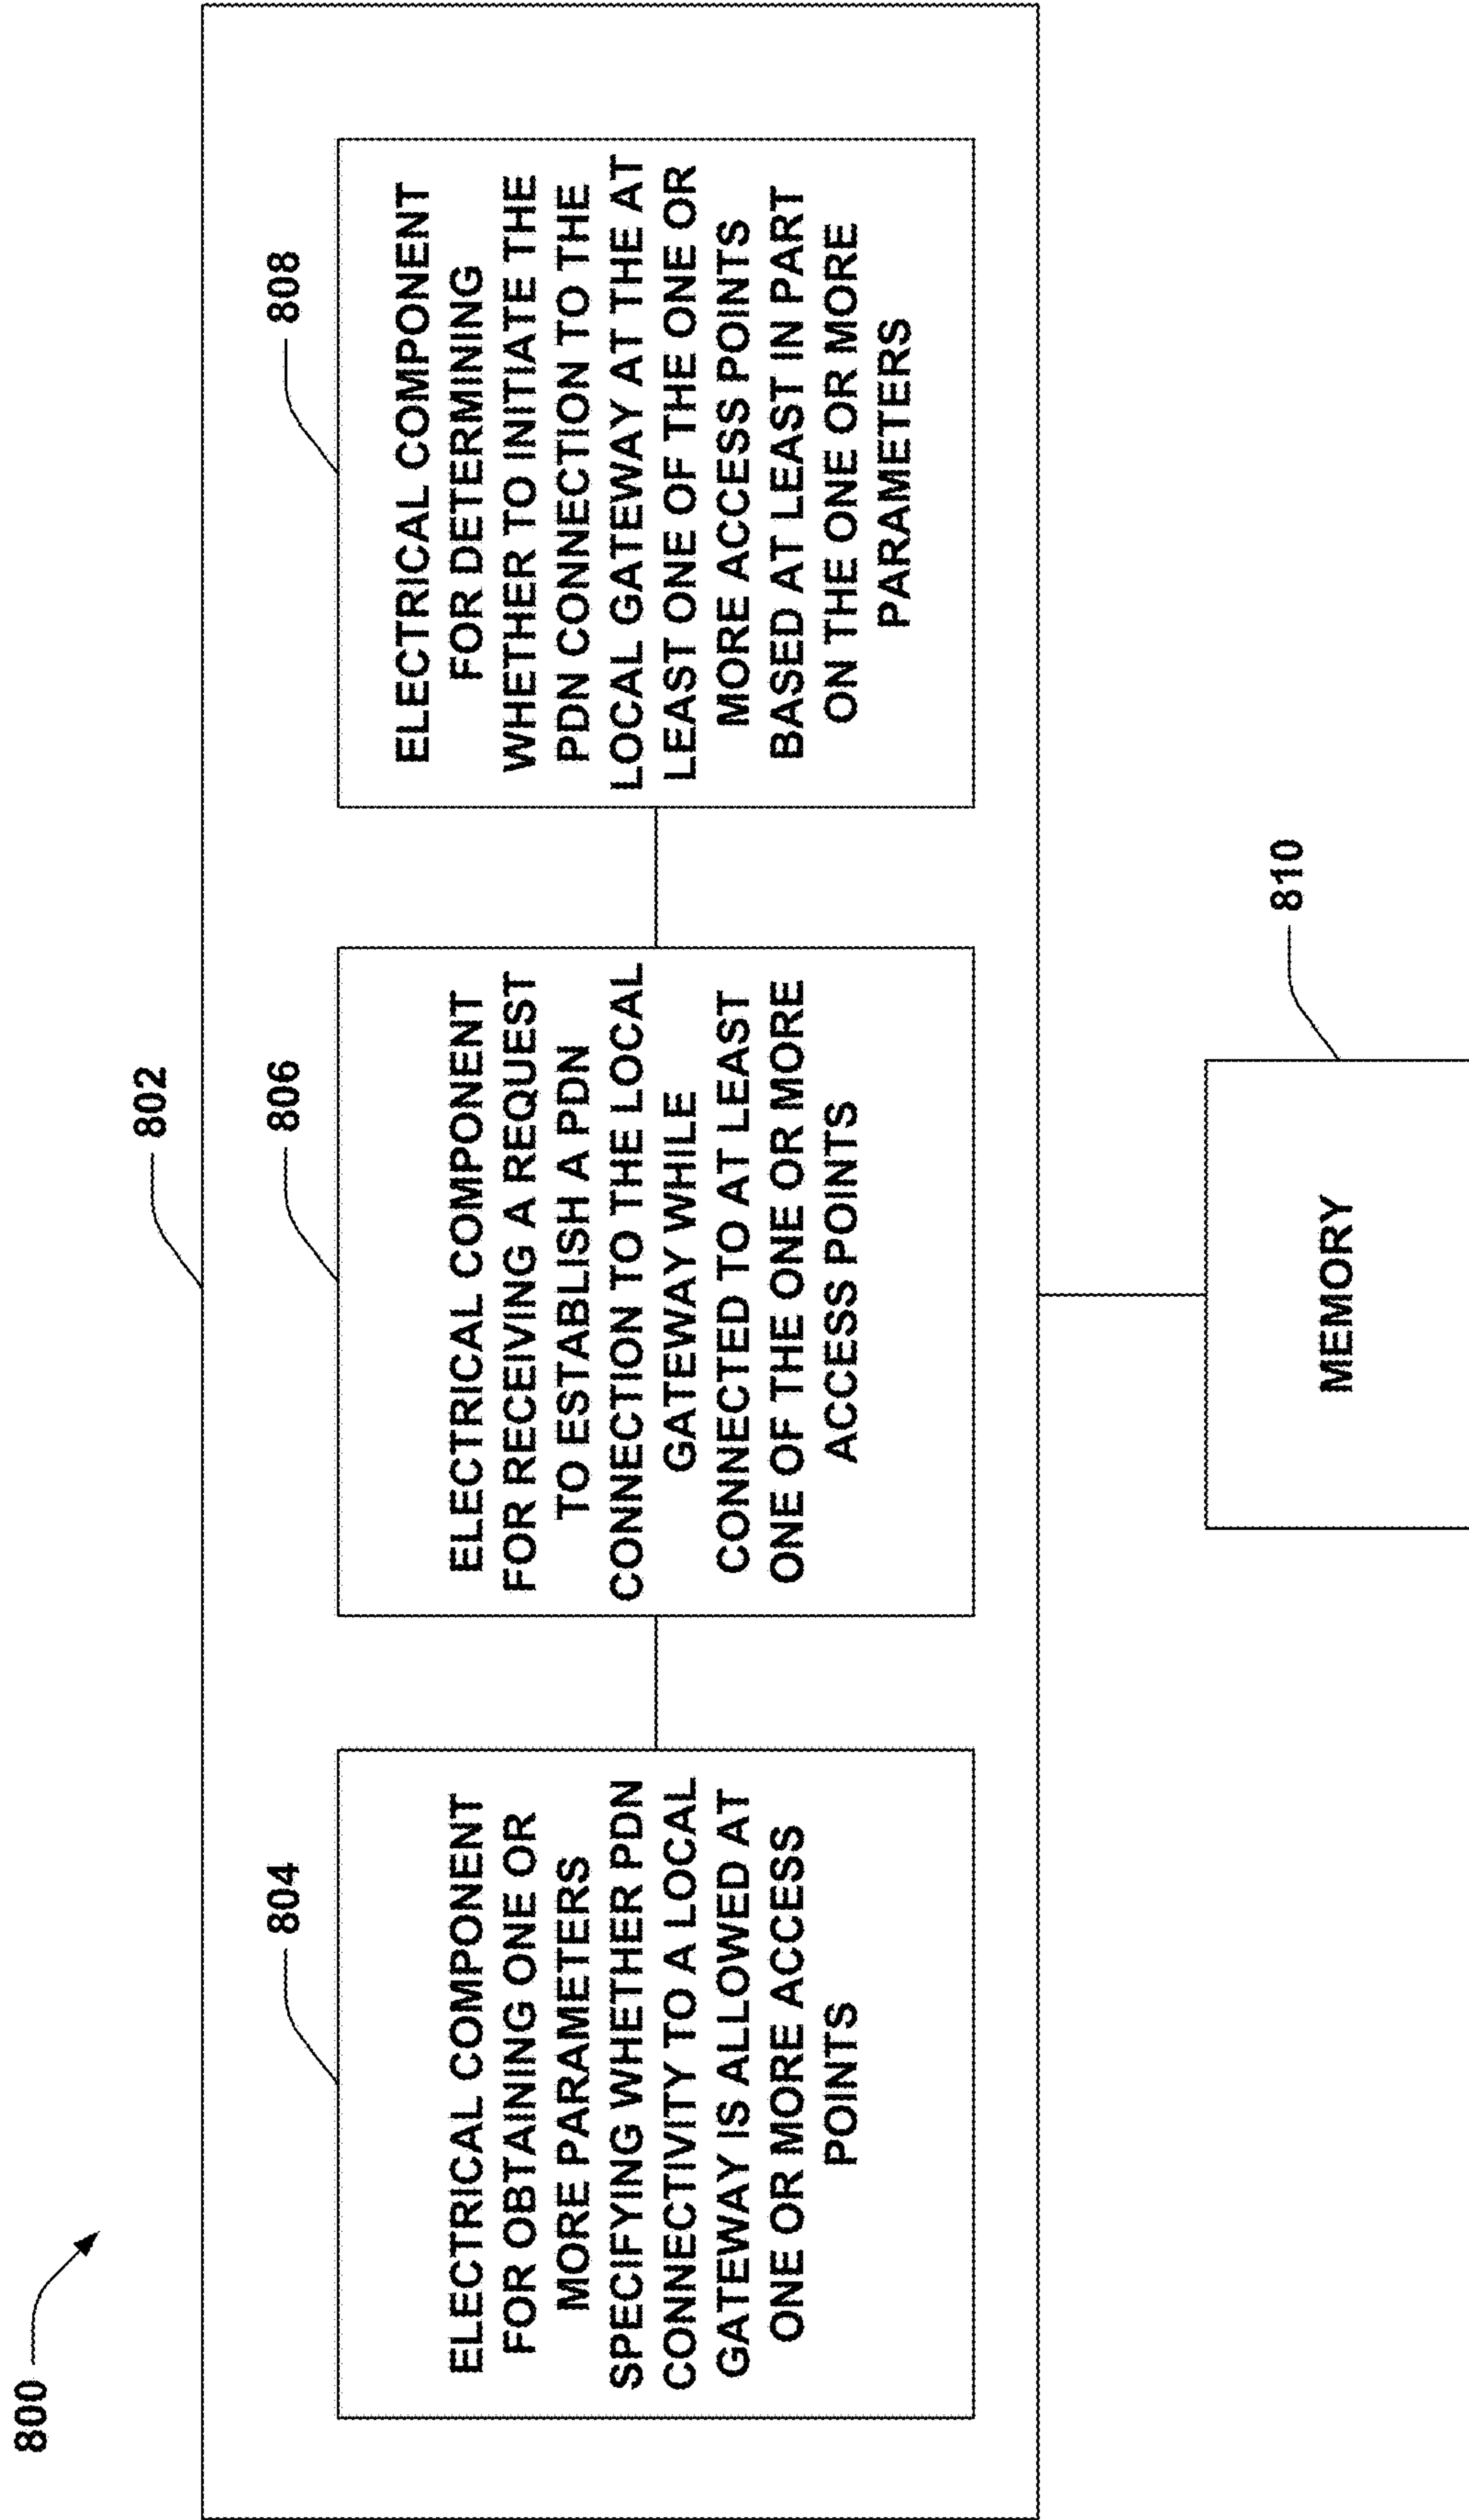 800
802
804
ELECTRICAL COMPONENT
FOR OBTAINING ONE OR
MORE PARAMETERS
SPECIFYING WHETHER PDN
CONNECTIVITY TO A LOCAL
GATEWAY IS ALLOWED AT
ONE OR MORE ACCESS
POINTS
806
ELECTRICAL COMPONENT
FOR RECEIVING A REQUEST
TO ESTABLISH A PDN
CONNECTION TO THE LOCAL
GATEWAY WHILE
CONNECTED TO AT LEAST
ONE OF THE ONE OR MORE
ACCESS POINTS
808
ELECTRICAL COMPONENT
FOR DETERMINING
WHETHER TO INITIATE THE
PDN CONNECTION TO THE
LOCAL GATEWAY AT THE AT
LEAST ONE OF THE ONE OR
MORE ACCESS POINTS
BASED AT LEAST IN PART
ON THE ONE OR MORE
PARAMETERS
810
MEMORY